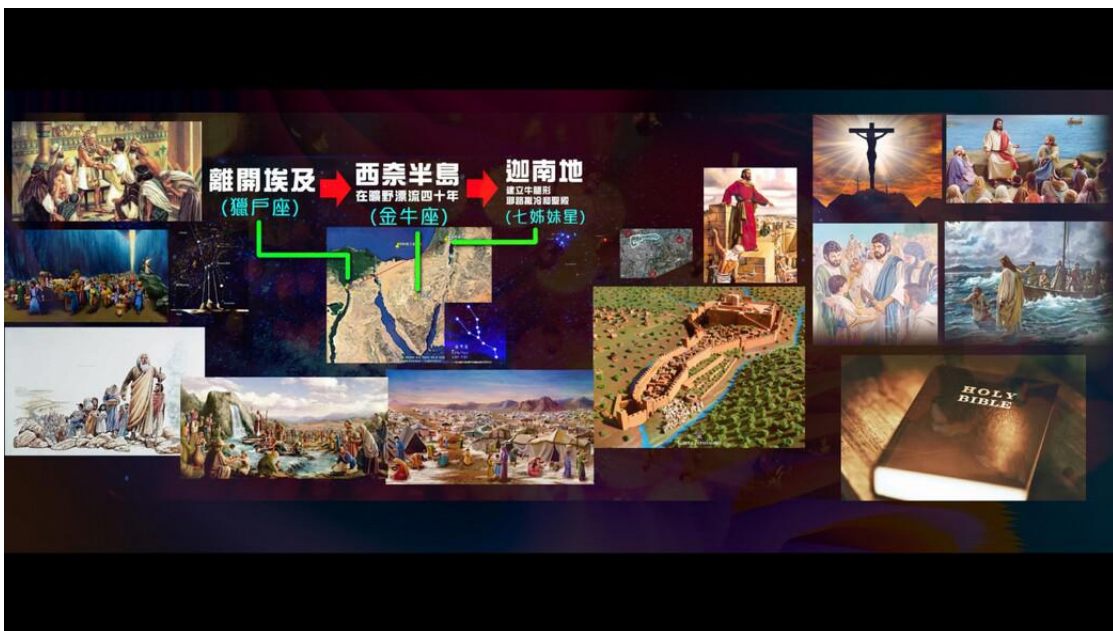 離開埃及
(獵戶座)
西奈半島
在曠野漂流四十年
(金牛座)
迦南地
建立牛腿形
耶路撒冷和聖殿
(七姊妹星)
HOLY
BIBLE